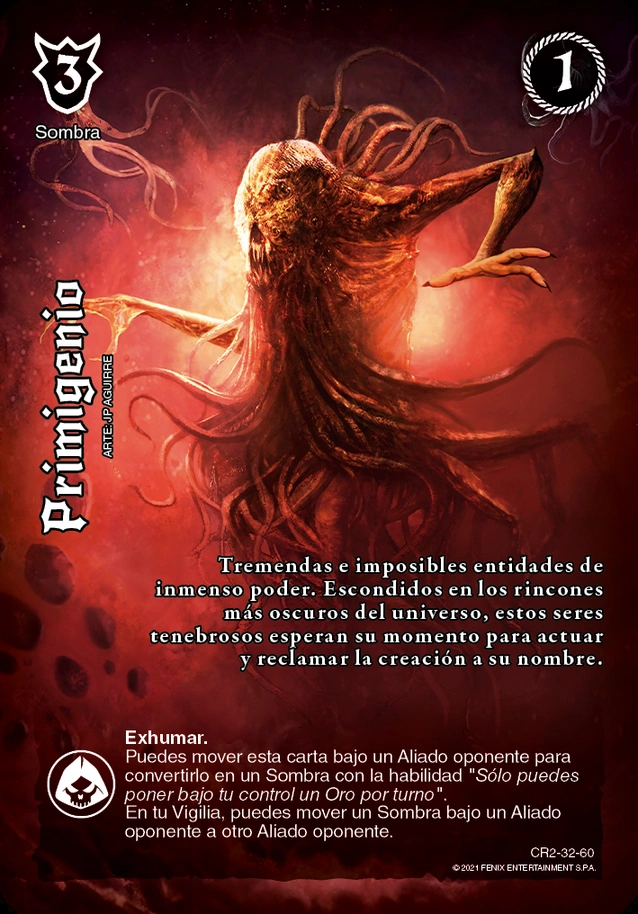 3
1
Sombra
Primigenio
ARTE: JP AGUIRRE
Tremendas e imposibles entidades de
inmenso poder. Escondidos en los rincones
más oscuros del universo, estos seres
tenebrosos esperan su momento para actuar
y reclamar la creación a su nombre.
Exhumar.
Puedes mover esta carta bajo un Aliado oponente para
convertirlo en un Sombra con la habilidad "Sólo puedes
poner bajo tu control un Oro por turno".
En tu Vigilia, puedes mover un Sombra bajo un Aliado
oponente a otro Aliado oponente.
CR2-32-60
© 2021 FENIX ENTERTAINMENT S.P.A.